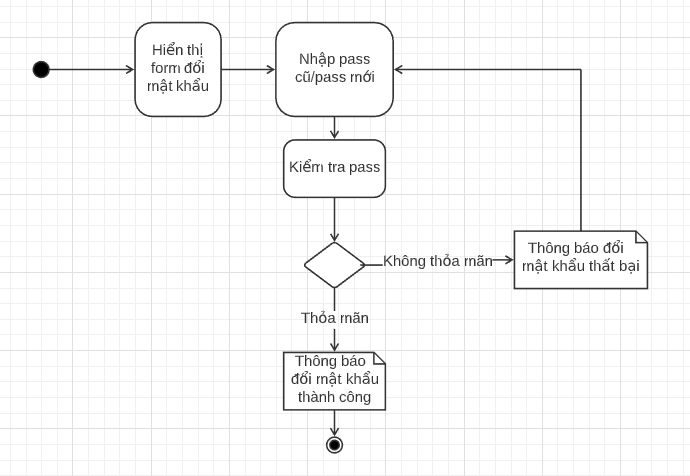 Hiển thị
form đổi
mật khẩu
Nhập pass
cũ/pass mới
Kiểm tra pass
Không thỏa mãn
Thông báo đổi
mật khẩu thất bại
Thỏa mãn
Thông báo
đổi mật khẩu
thành công